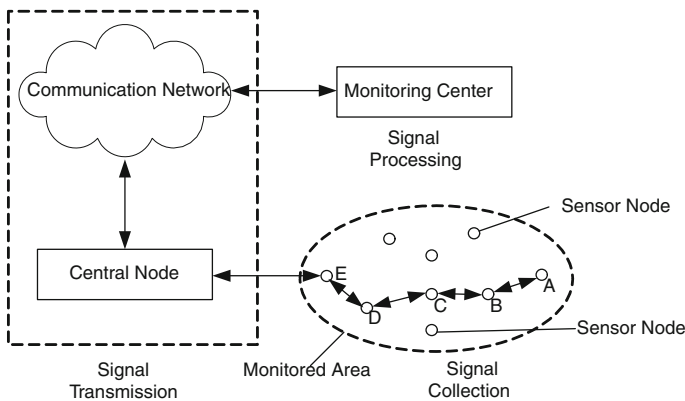 Communication Network
Monitoring Center
Signal
Processing
Sensor Node
Central Node
E
A
D
C
B
Sensor Node
Signal
Transmission
Monitored Area
Signal
Collection